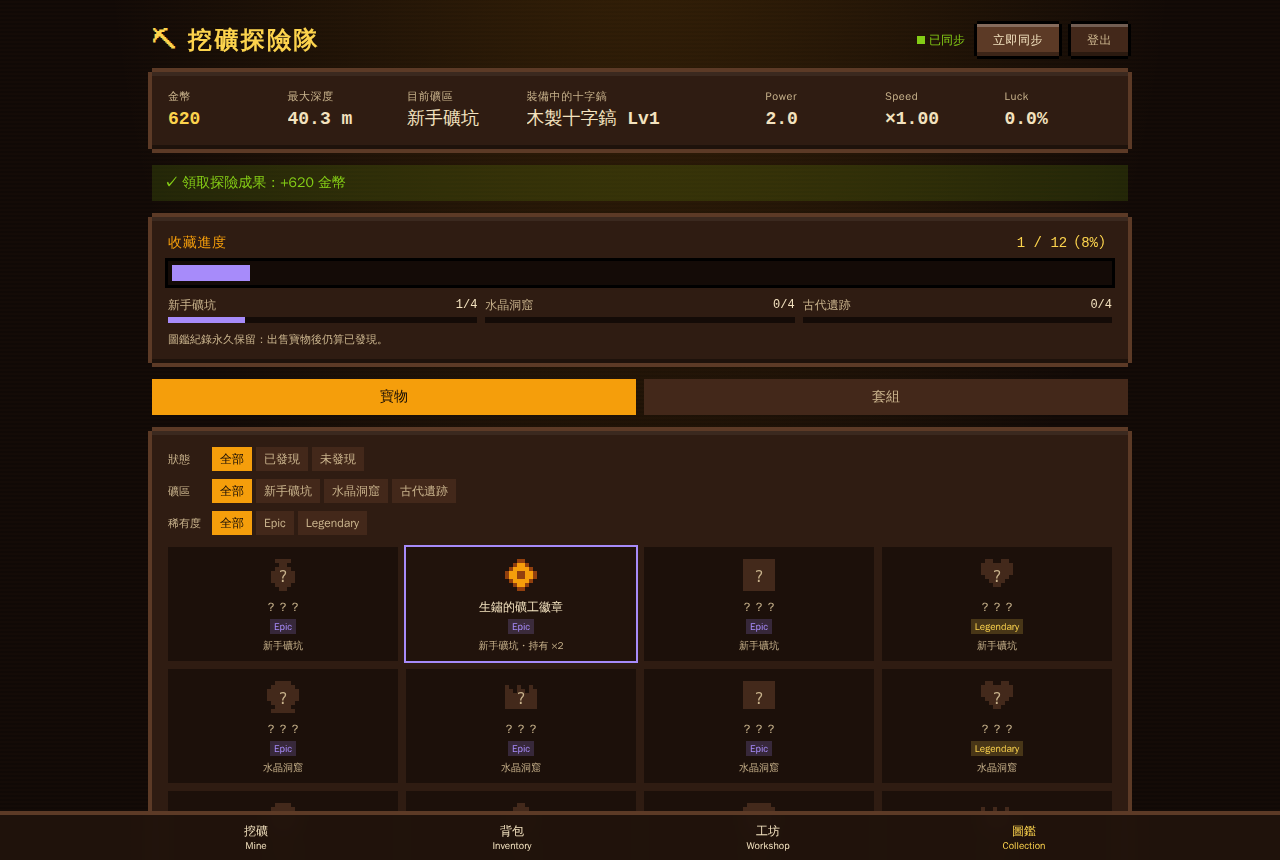 挖礦探險隊
已同步
立即同步
登出
金幣
620
最大深度
40.3 m
目前礦區
新手礦坑
裝備中的十字鎬
木製十字鎬 Lv1
Power
2.0
Speed
×1.00
Luck
0.0%
✓ 領取探險成果：+620 金幣
收藏進度
1 / 12 (8%)
新手礦坑 1/4
水晶洞窟 0/4
古代遺跡 0/4
圖鑑紀錄永久保留：出售寶物後仍算已發現。
寶物
套組
狀態 全部 已發現 未發現
礦區 全部 新手礦坑 水晶洞窟 古代遺跡
稀有度 全部 Epic Legendary
?
？？？
Epic
新手礦坑
生鏽的礦工徽章
Epic
新手礦坑・持有 ×2
?
？？？
Epic
新手礦坑
?
？？？
Legendary
新手礦坑
?
？？？
Epic
水晶洞窟
?
？？？
Epic
水晶洞窟
?
？？？
Epic
水晶洞窟
?
？？？
Legendary
水晶洞窟
挖礦
Mine
背包
Inventory
工坊
Workshop
圖鑑
Collection